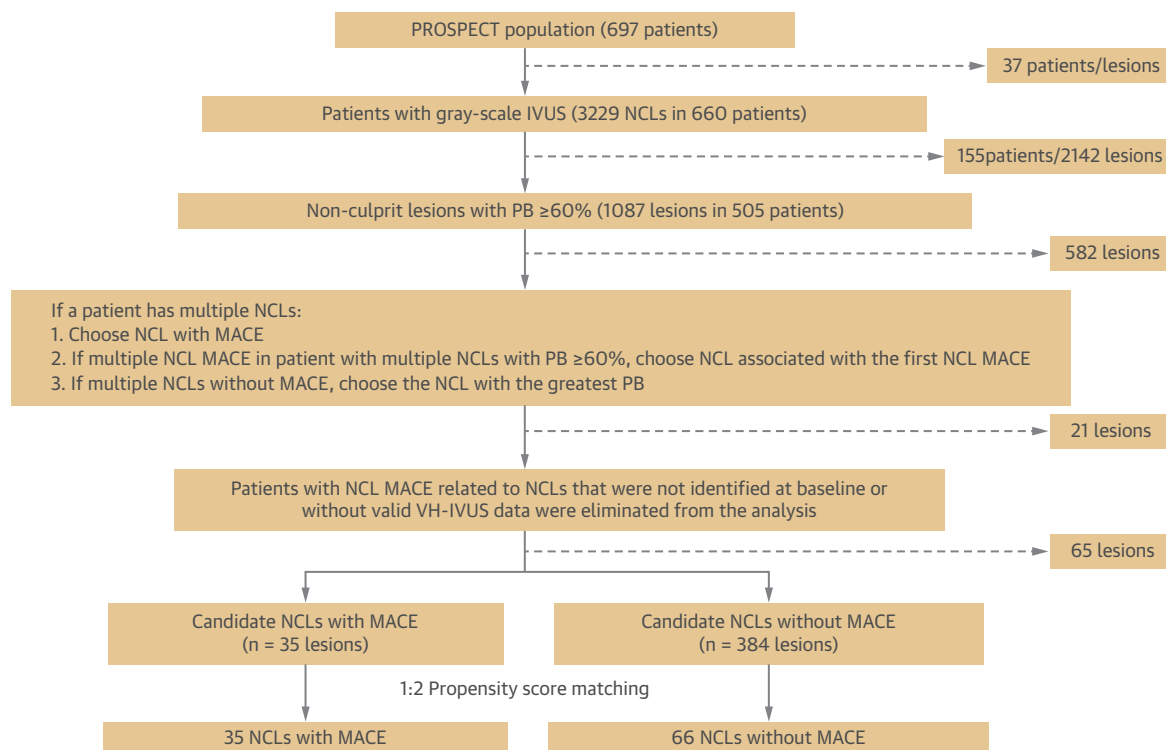 PROSPECT population (697 patients)
37 patients/lesions
Patients with gray-scale IVUS (3229 NCLs in 660 patients)
155patients/2142 lesions
Non-culprit lesions with PB ≥60% (1087 lesions in 505 patients)
582 lesions
If a patient has multiple NCLs:
1. Choose NCL with MACE
2. If multiple NCL MACE in patient with multiple NCLs with PB ≥60%, choose NCL associated with the first NCL MACE
3. If multiple NCLs without MACE, choose the NCL with the greatest PB
21 lesions
Patients with NCL MACE related to NCLs that were not identified at baseline or
without valid VH-IVUS data were eliminated from the analysis
65 lesions
Candidate NCLs with MACE
(n = 35 lesions)
Candidate NCLs without MACE
(n = 384 lesions)
1:2 Propensity score matching
35 NCLs with MACE
66 NCLs without MACE